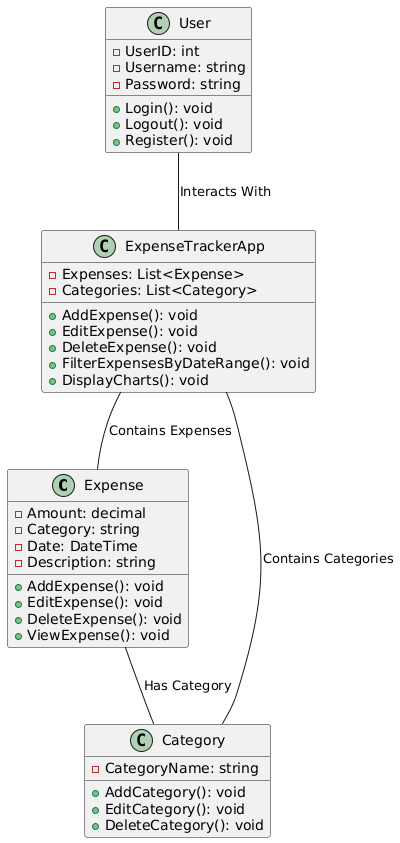 C User
UserID: int
Username: string
Password: string
Login(): void
Logout(): void
Register(): void
Interacts With
C ExpenseTrackerApp
Expenses: List<Expense>
Categories: List<Category>
AddExpense(): void
EditExpense(): void
DeleteExpense(): void
FilterExpensesByDateRange(): void
DisplayCharts(): void
Contains Expenses
C Expense
Amount: decimal
Category: string
Date: DateTime
Description: string
AddExpense(): void
EditExpense(): void
DeleteExpense(): void
ViewExpense(): void
Contains Categories
Has Category
C Category
CategoryName: string
AddCategory(): void
EditCategory(): void
DeleteCategory(): void